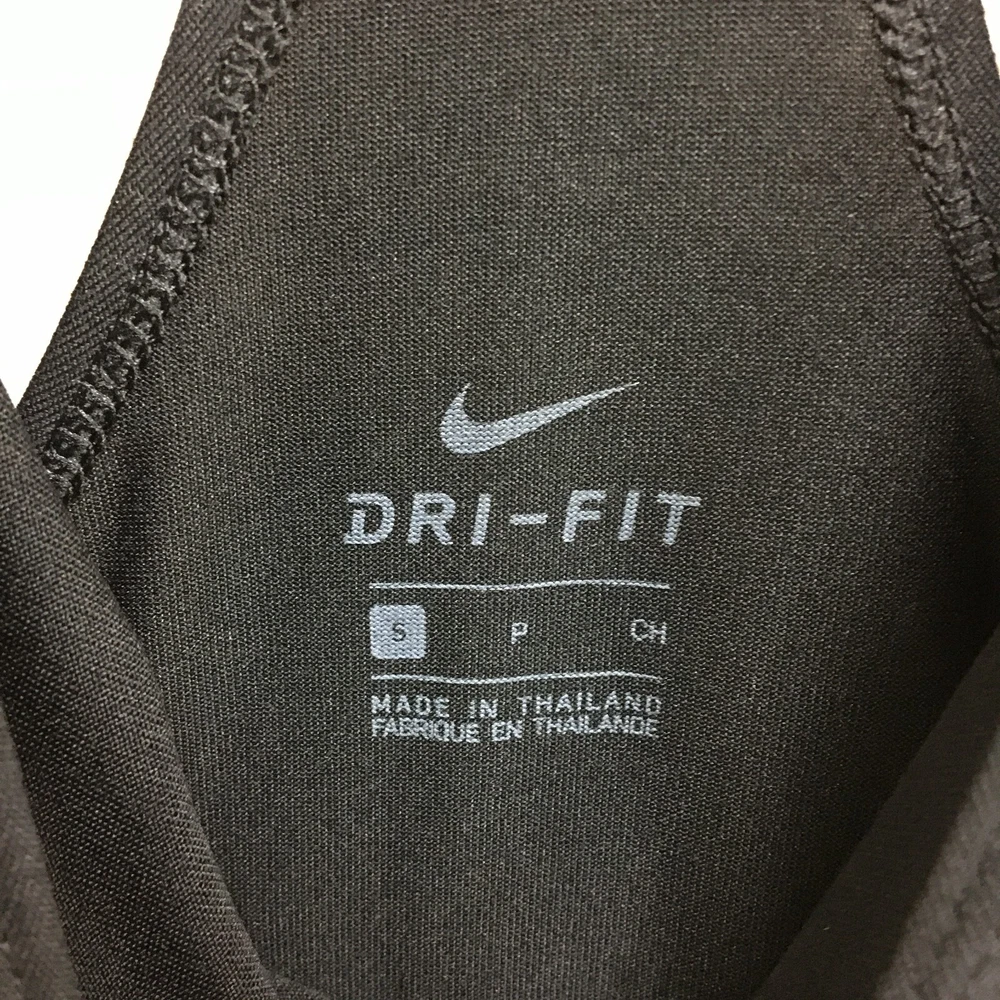 DRI-FIT
S P CH
MADE IN THAILAND
FABRIQUE EN THAILANDE